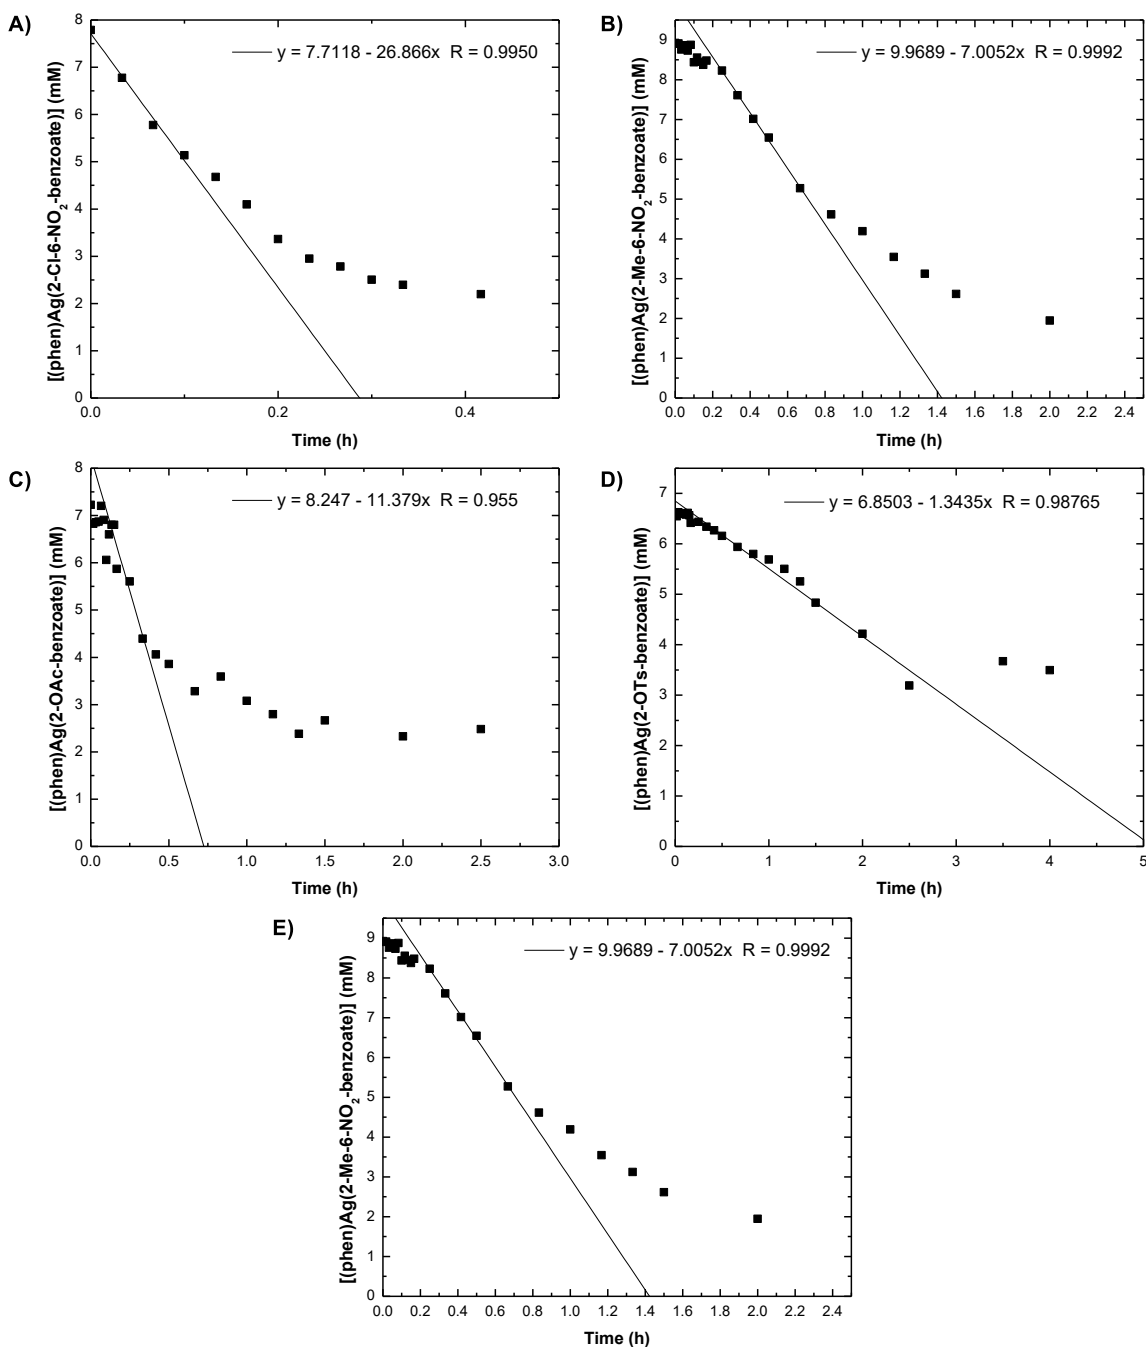 A)
y = 7.7118 - 26.866x R = 0.9950
[(phen)Ag(2-Cl-6-NO2-benzoate)] (mM)
8
7
6
5
4
3
2
1
0
0.0 0.2 0.4
Time (h)
B)
y = 9.9689 - 7.0052x R = 0.9992
[(phen)Ag(2-Me-6-NO2-benzoate)] (mM)
9
8
7
6
5
4
3
2
1
0
0.0 0.2 0.4 0.6 0.8 1.0 1.2 1.4 1.6 1.8 2.0 2.2 2.4
Time (h)
C)
y = 8.247 - 11.379x R = 0.955
[(phen)Ag(2-OAc-benzoate)] (mM)
8
7
6
5
4
3
2
1
0
0.0 0.5 1.0 1.5 2.0 2.5 3.0
Time (h)
D)
y = 6.8503 - 1.3435x R = 0.98765
[(phen)Ag(2-OTs-benzoate)] (mM)
7
6
5
4
3
2
1
0
0 1 2 3 4 5
Time (h)
E)
y = 9.9689 - 7.0052x R = 0.9992
[(phen)Ag(2-Me-6-NO2-benzoate)] (mM)
9
8
7
6
5
4
3
2
1
0
0.0 0.2 0.4 0.6 0.8 1.0 1.2 1.4 1.6 1.8 2.0 2.2 2.4
Time (h)